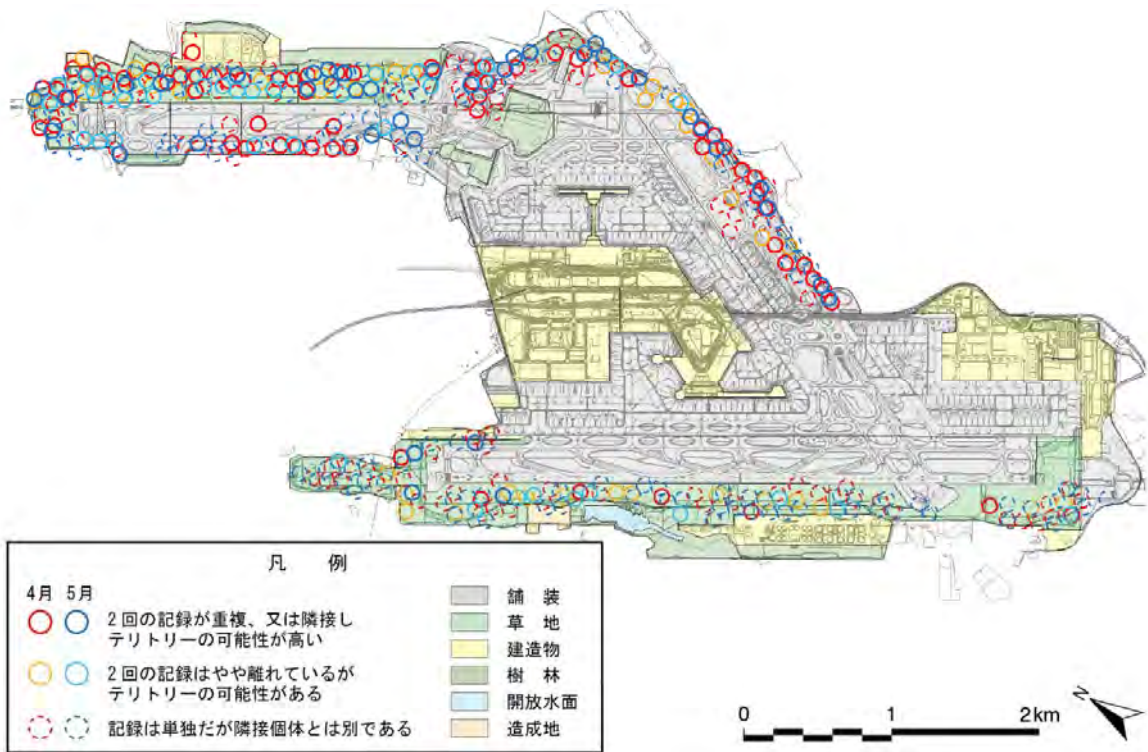 凡 例
4月 5月
2回の記録が重複、又は隣接し
テリトリーの可能性が高い
2回の記録はやや離れているが
テリトリーの可能性がある
記録は単独だが隣接個体とは別である
舗 装
草 地
建造物
樹 林
開放水面
造成地
0 1 2km
N